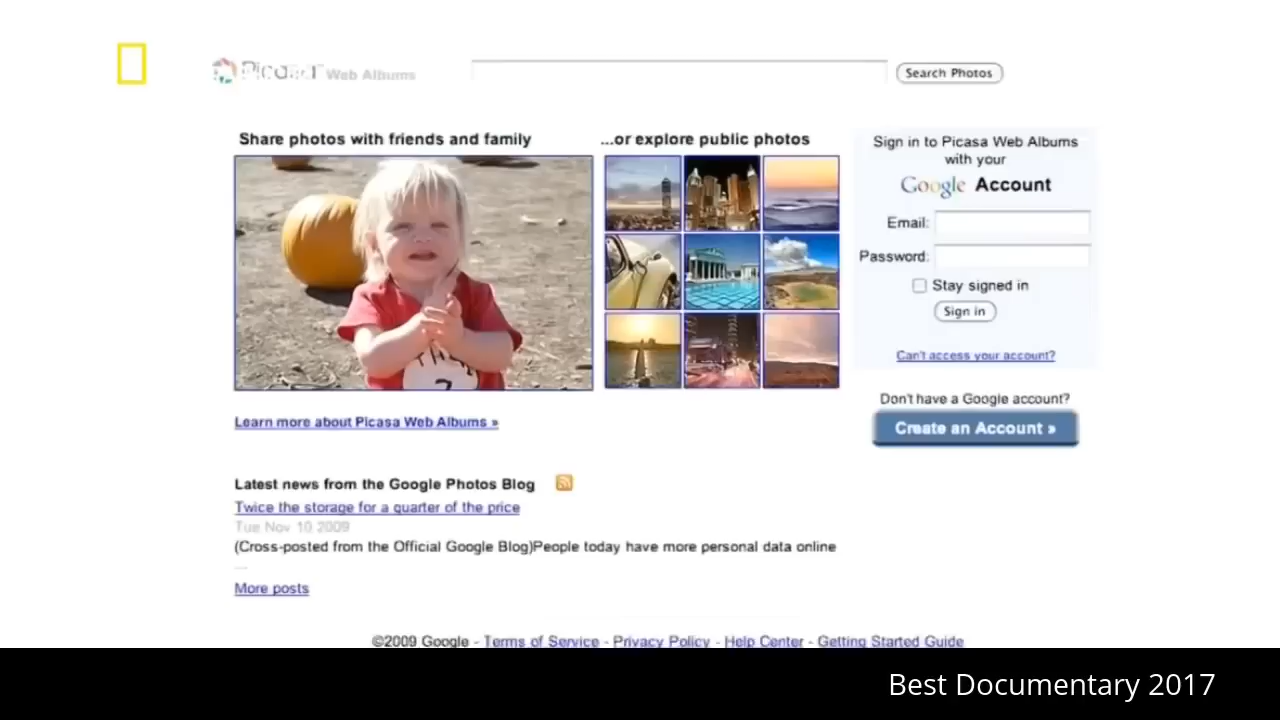 Picasa Web Albums
Search Photos
Share photos with friends and family
...or explore public photos
Sign in to Picasa Web Albums
with your
Google Account
Email:
Password:
Stay signed in
Sign in
Can't access your account?
Don't have a Google account?
Create an Account »
Learn more about Picasa Web Albums »
Latest news from the Google Photos Blog
Twice the storage for a quarter of the price
Tue Nov 10 2009
(Cross-posted from the Official Google Blog)People today have more personal data online
...
More posts
©2009 Google - Terms of Service - Privacy Policy - Help Center - Getting Started Guide
Best Documentary 2017